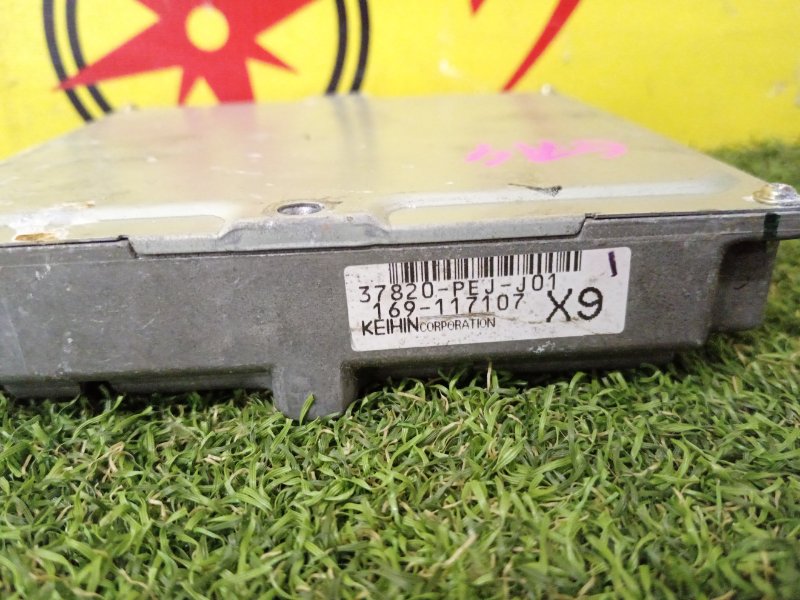 37820-PEJ-J01
169-117107
X9
KEIHIN CORPORATION